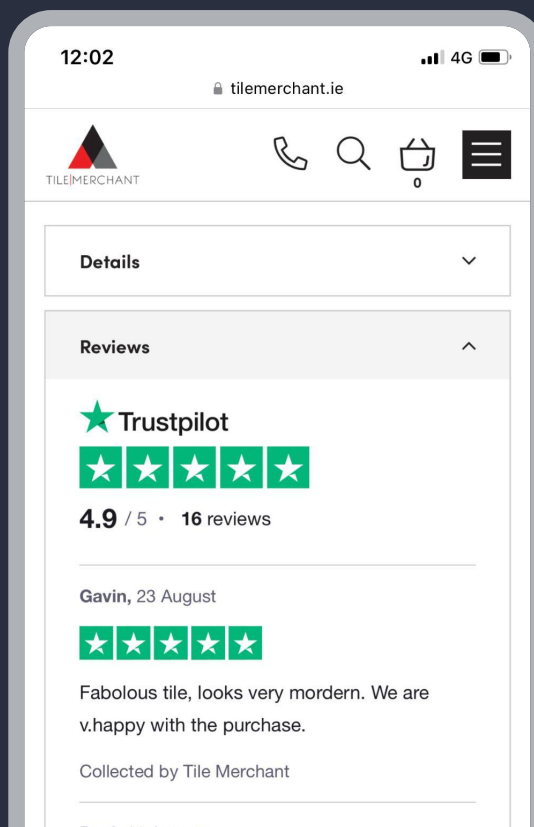 12:02
4G
tilemerchant.ie
TILE MERCHANT
0
Details
Reviews
Trustpilot
4.9 / 5 • 16 reviews
Gavin, 23 August
Fabolous tile, looks very mordern. We are
v.happy with the purchase.
Collected by Tile Merchant